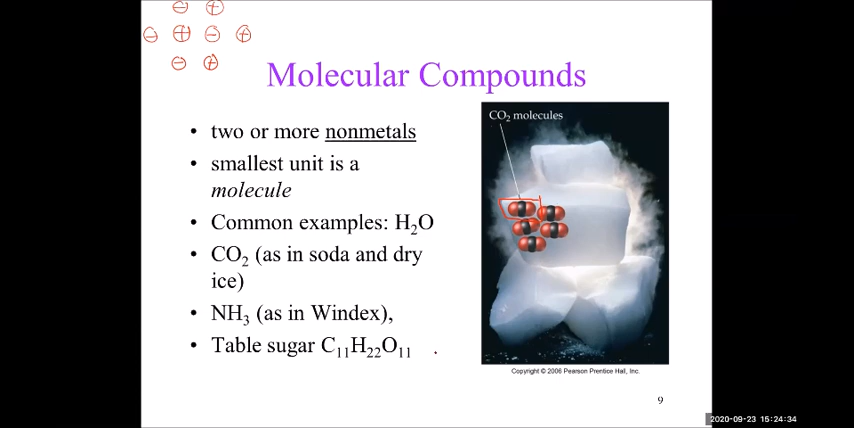 ⊖ ⊕
⊖ ⊕ ⊖ ⊕
⊖ ⊕
Molecular Compounds
• two or more nonmetals
• smallest unit is a
molecule
• Common examples: H₂O
• CO₂ (as in soda and dry
ice)
• NH₃ (as in Windex),
• Table sugar C₁₁H₂₂O₁₁
CO₂ molecules
Copyright © 2006 Pearson Prentice Hall, Inc.
9
2020-09-23 15:24:34